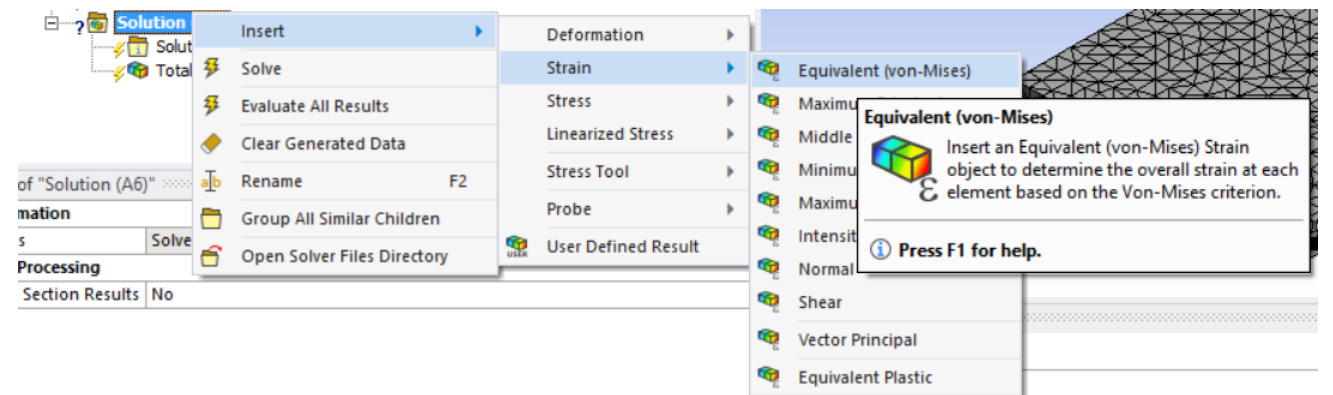 Solution
Solut
Total
Insert
Solve
Evaluate All Results
Clear Generated Data
Rename F2
Group All Similar Children
Open Solver Files Directory
Deformation
Strain
Stress
Linearized Stress
Stress Tool
Probe
User Defined Result
USER
Equivalent (von-Mises)
Maximu
Middle
Minimu
Maximu
Intensit
Normal
Shear
Vector Principal
Equivalent Plastic
Equivalent (von-Mises)
Insert an Equivalent (von-Mises) Strain
object to determine the overall strain at each
element based on the Von-Mises criterion.
ε
Press F1 for help.
of "Solution (A6)"
mation
s Solve
Processing
Section Results No